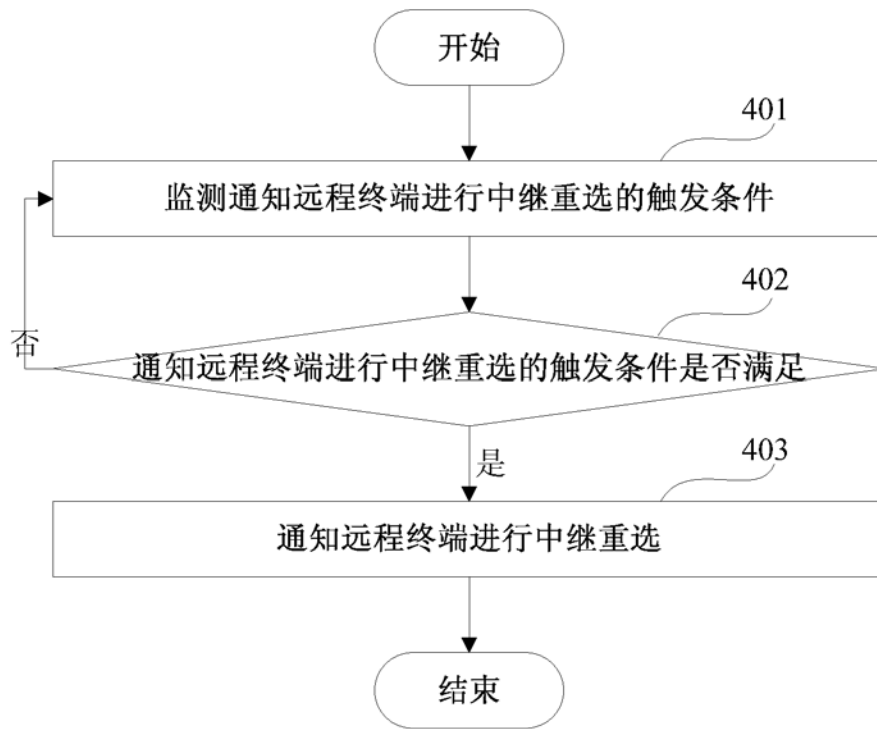 开始
401
监测通知远程终端进行中继重选的触发条件
402
否
通知远程终端进行中继重选的触发条件是否满足
是
403
通知远程终端进行中继重选
结束